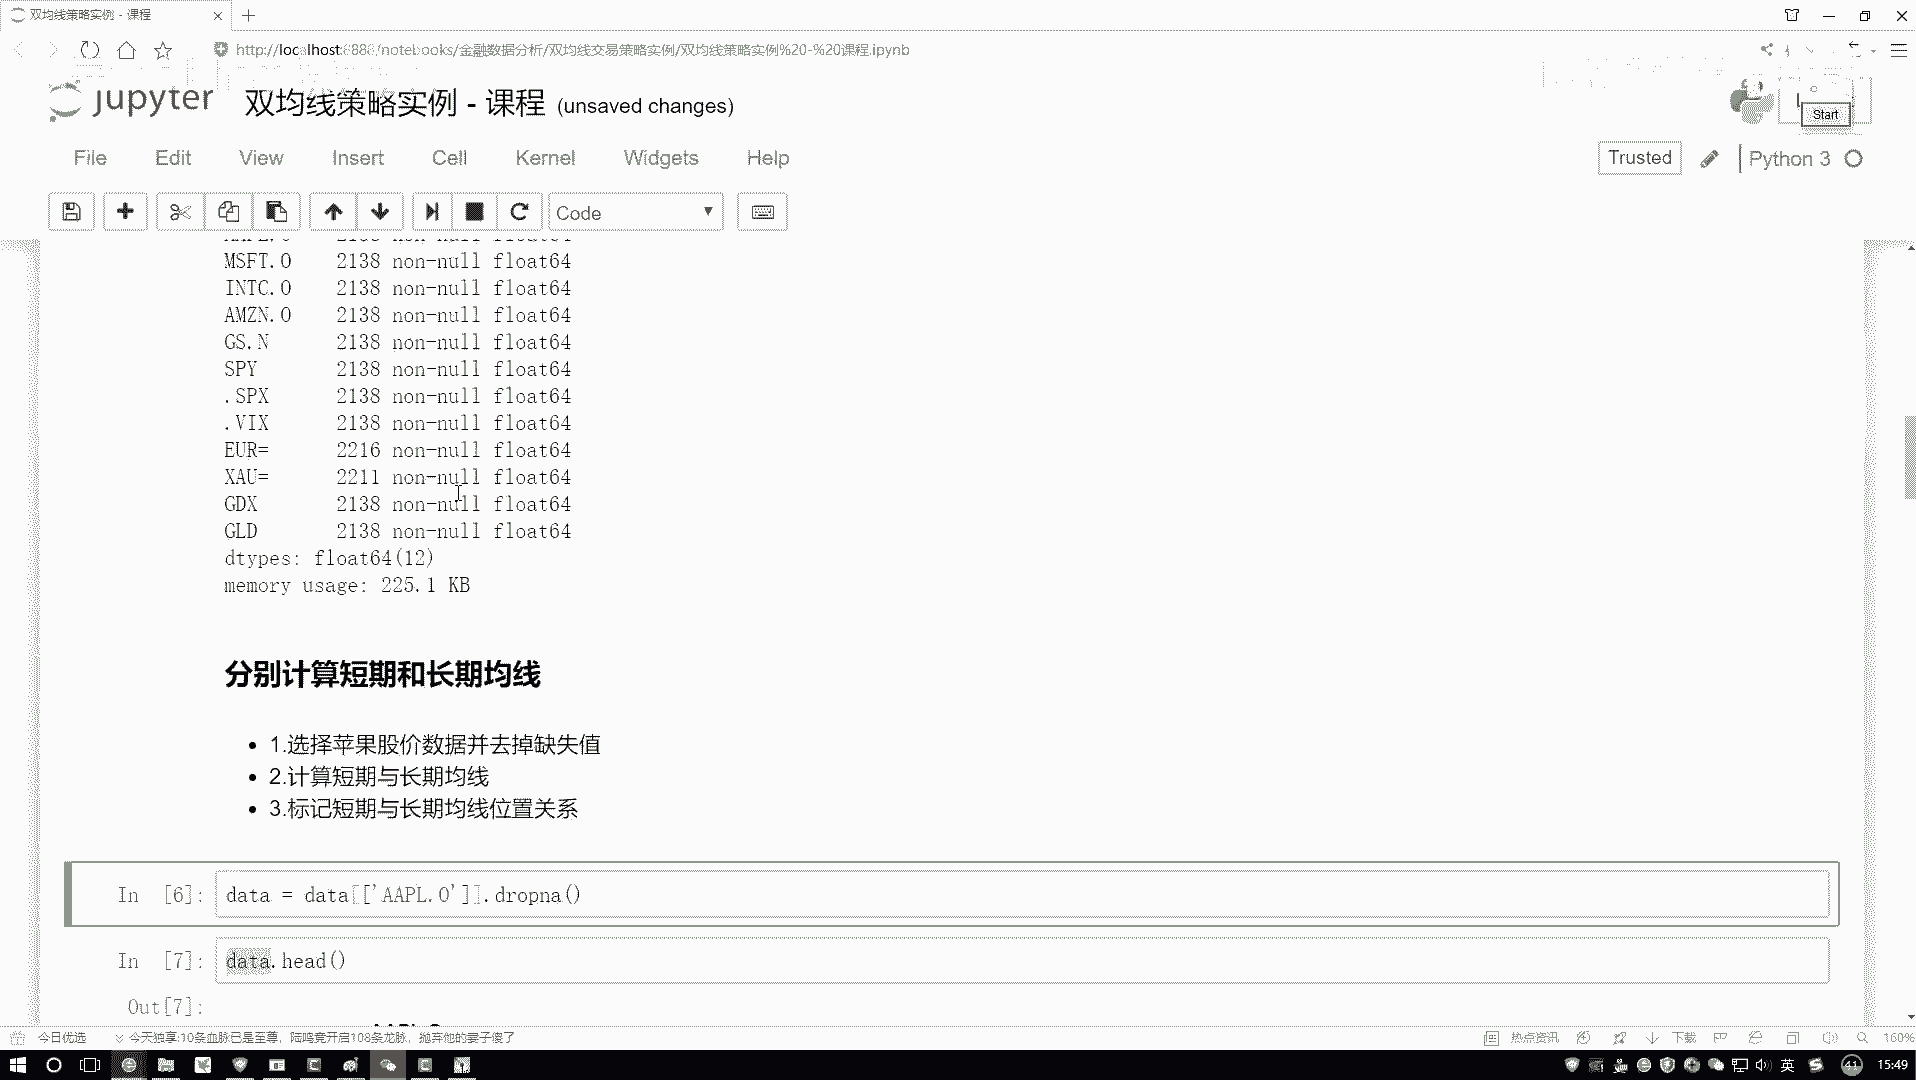 双均线策略实例 - 课程
http://localhost:8888/notebooks/金融数据分析/双均线交易策略实例/双均线策略实例%20-%20课程.ipynb
jupyter 双均线策略实例 - 课程 (unsaved changes)
Start
File Edit View Insert Cell Kernel Widgets Help
Trusted Python 3
Code
MSFT.O 2138 non-null float64
INTC.O 2138 non-null float64
AMZN.O 2138 non-null float64
GS.N 2138 non-null float64
SPY 2138 non-null float64
.SPX 2138 non-null float64
.VIX 2138 non-null float64
EUR= 2216 non-null float64
XAU= 2211 non-null float64
GDX 2138 non-null float64
GLD 2138 non-null float64
dtypes: float64(12)
memory usage: 225.1 KB
分别计算短期和长期均线
1.选择苹果股价数据并去掉缺失值
2.计算短期与长期均线
3.标记短期与长期均线位置关系
In [6]: data = data[['AAPL.O']].dropna()
In [7]: data.head()
Out[7]:
今日优选 今天独享:10条血脉已是至尊，陆鸣竟开启108条龙脉，抛弃他的妻子傻了 热点资讯 下载 160%
英 41 15:49